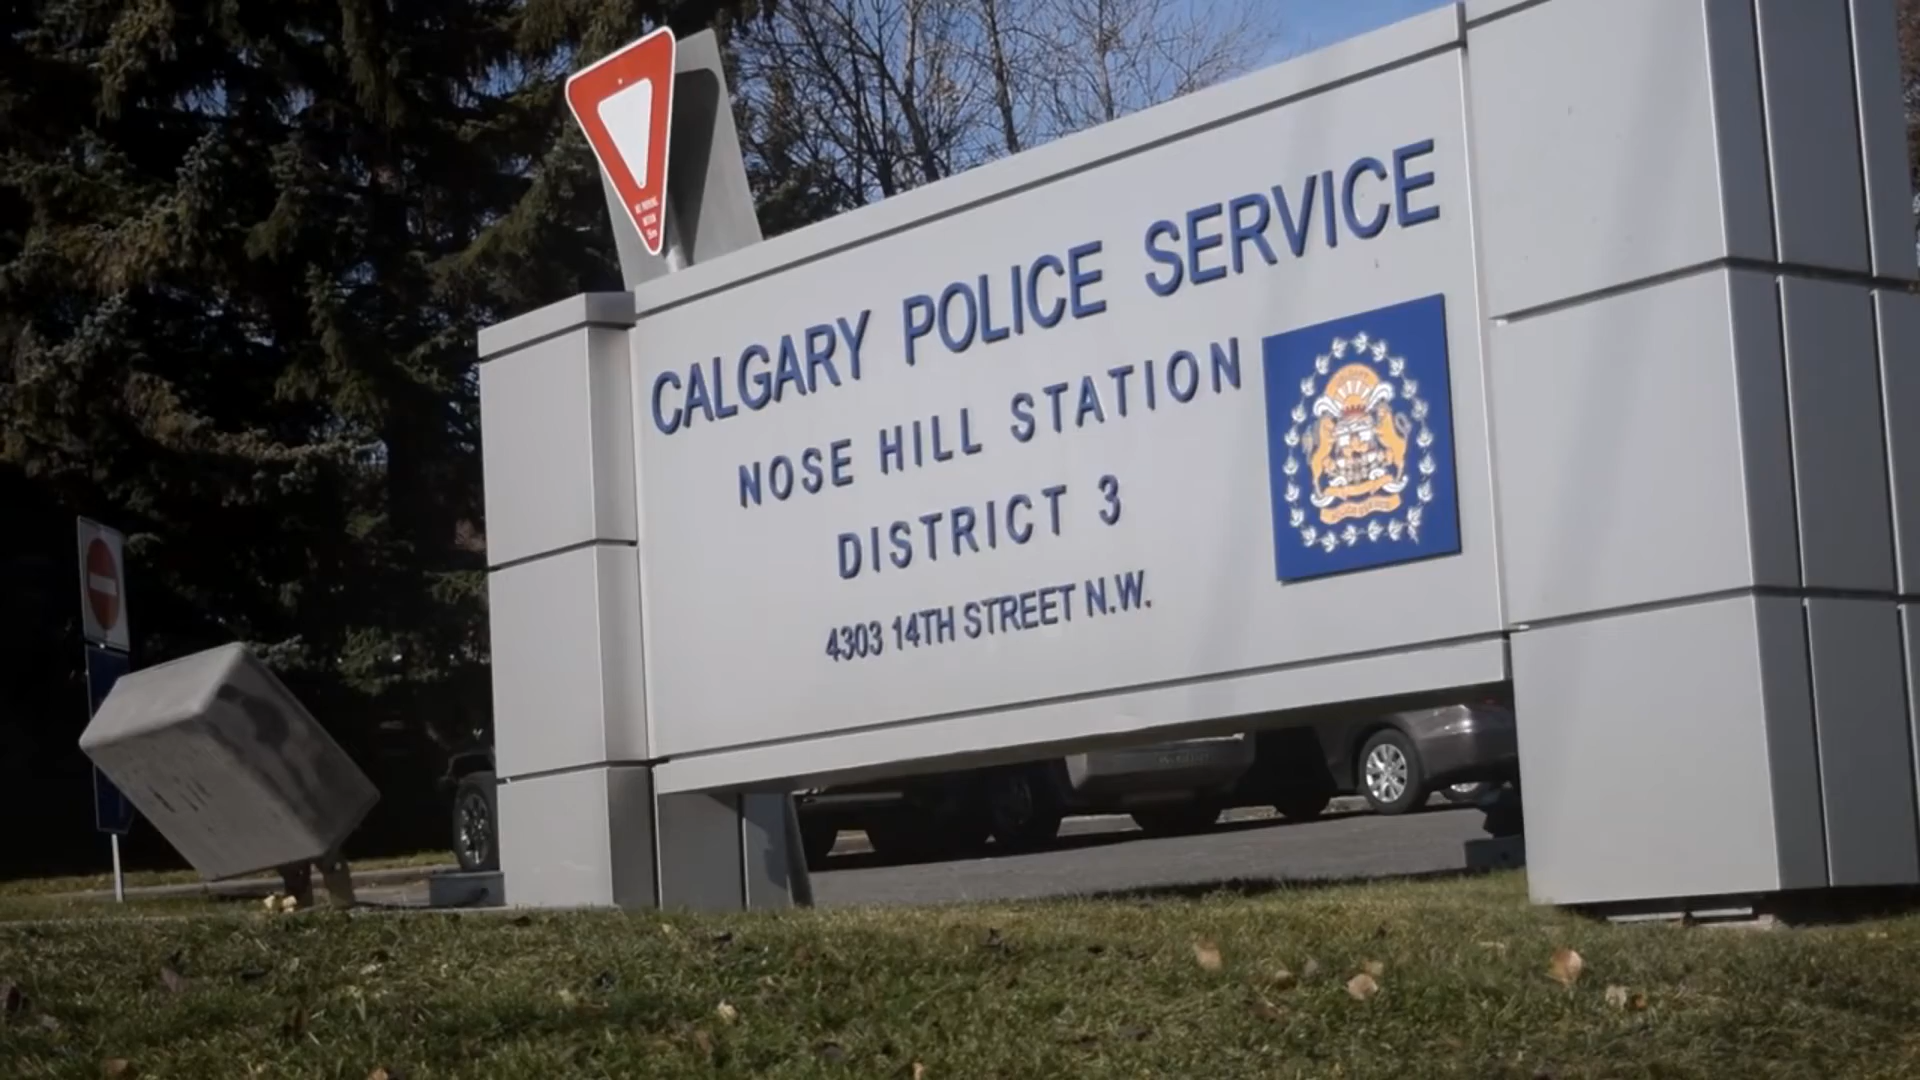 CALGARY POLICE SERVICE
NOSE HILL STATION
DISTRICT 3
4303 14TH STREET N.W.